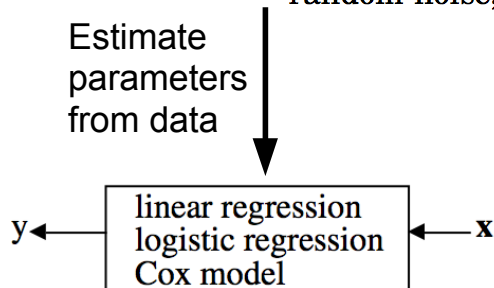 random noise,
Estimate
parameters
from data
linear regression
y
logistic regression
x
Cox model